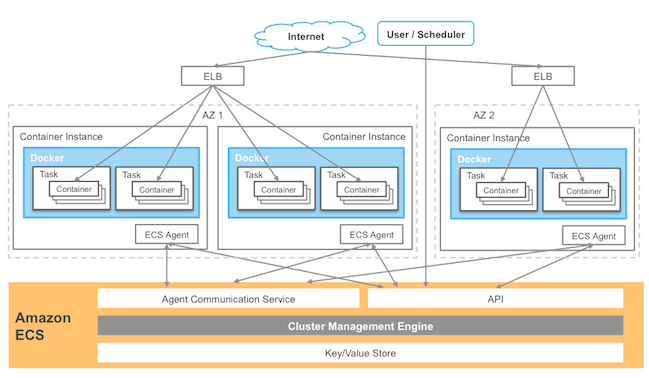 Internet
User / Scheduler
ELB
ELB
AZ 1
AZ 2
Container Instance
Container Instance
Container Instance
Docker
Docker
Docker
Task
Task
Task
Task
Task
Task
Container
Container
Container
Container
Container
Container
ECS Agent
ECS Agent
ECS Agent
Amazon
ECS
Agent Communication Service
API
Cluster Management Engine
Key/Value Store